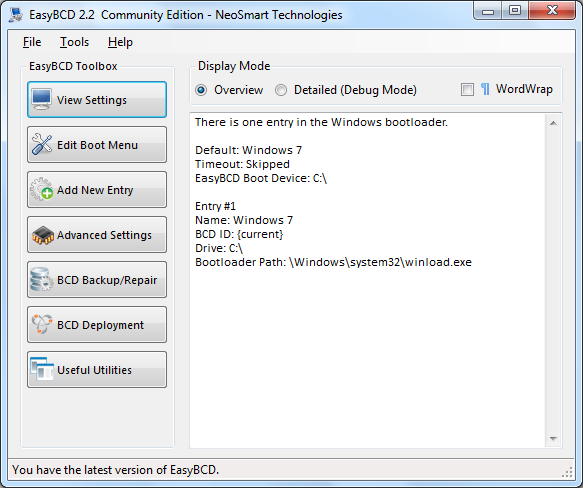 EasyBCD 2.2 Community Edition - NeoSmart Technologies
File Tools Help
EasyBCD Toolbox
View Settings
Edit Boot Menu
Add New Entry
Advanced Settings
BCD Backup/Repair
BCD Deployment
Useful Utilities
Display Mode
Overview Detailed (Debug Mode) ¶ WordWrap
There is one entry in the Windows bootloader.
Default: Windows 7
Timeout: Skipped
EasyBCD Boot Device: C:\
Entry #1
Name: Windows 7
BCD ID: {current}
Drive: C:\
Bootloader Path: \Windows\system32\winload.exe
You have the latest version of EasyBCD.